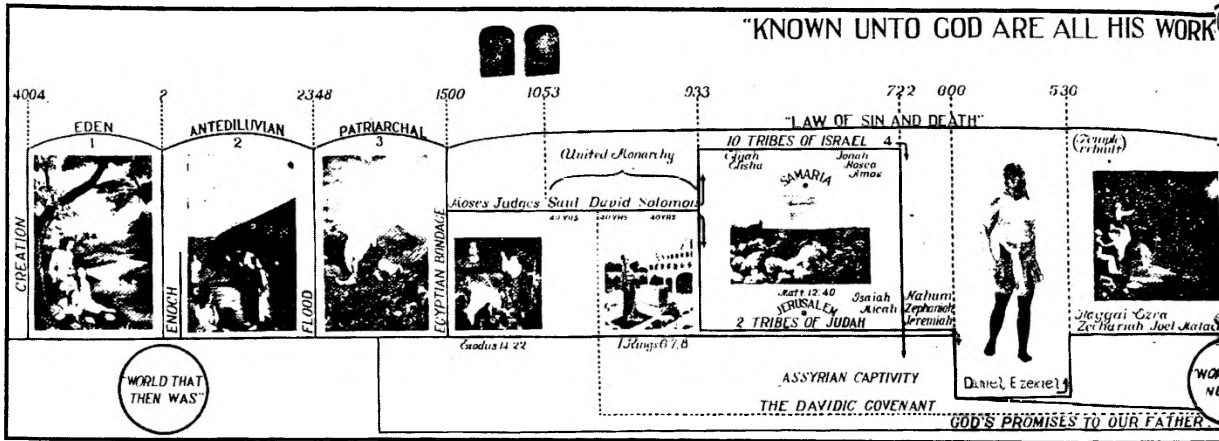 "KNOWN UNTO GOD ARE ALL HIS WORK
4004
?
2348
1500
1053
933
722
600
536
EDEN
1
ANTEDILUVIAN
2
PATRIARCHAL
3
"LAW OF SIN AND DEATH"
10 TRIBES OF ISRAEL 4
(Temple
rebuilt)
United Monarchy
Elijah
Elisha
Jonah
Hosea
Amos
SAMARIA
Moses Judges Saul David Solomon
40 YRS
40 YRS
40 YRS
CREATION
ENOCH
FLOOD
EGYPTIAN BONDAGE
Matt 12:40
JERUSALEM
Isaiah
Micah
2 TRIBES OF JUDAH
Nahum
Zephaniah
Jeremiah
Haggai Ezra
Zechariah Joel Malac
Exodus 14:22
I Kings 6, 7, 8
"WORLD THAT
THEN WAS"
ASSYRIAN CAPTIVITY
Daniel, Ezekiel
THE DAVIDIC COVENANT
GOD'S PROMISES TO OUR FATHER